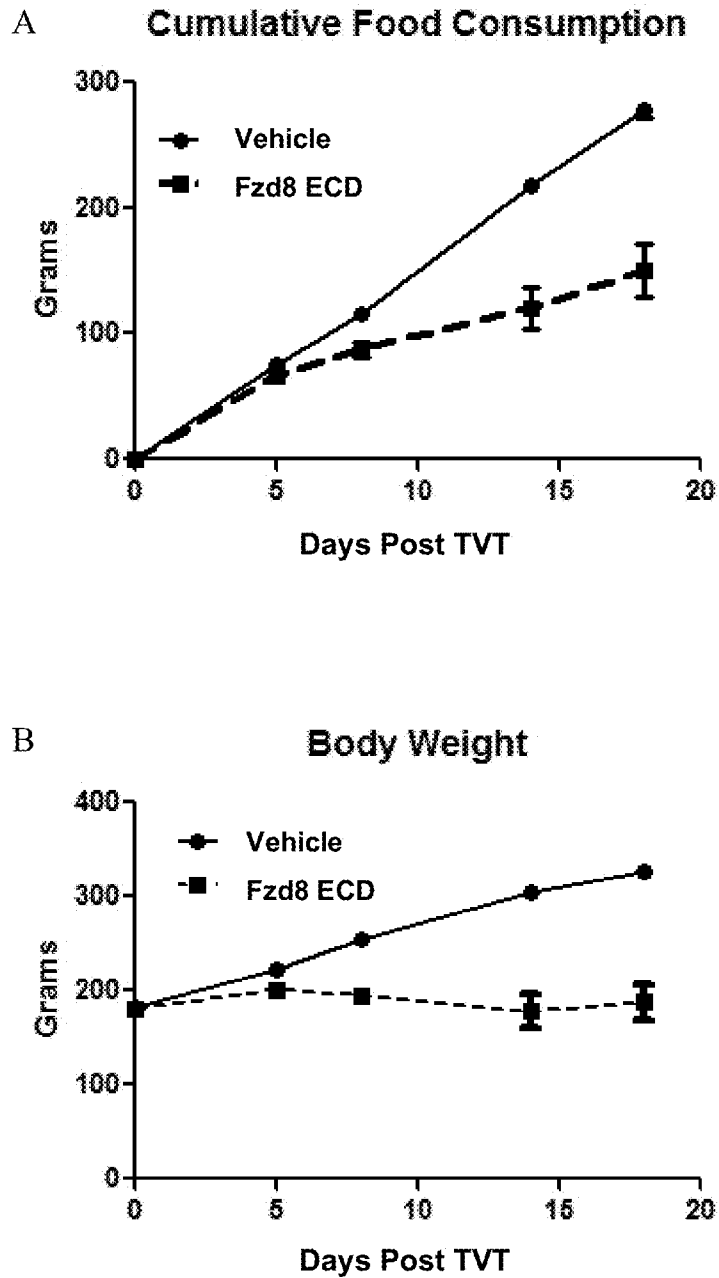 A
Cumulative Food Consumption
300
200
100
0
Grams
Vehicle
Fzd8 ECD
0 5 10 15 20
Days Post TVT
B
Body Weight
400
300
200
100
0
Grams
Vehicle
Fzd8 ECD
0 5 10 15 20
Days Post TVT